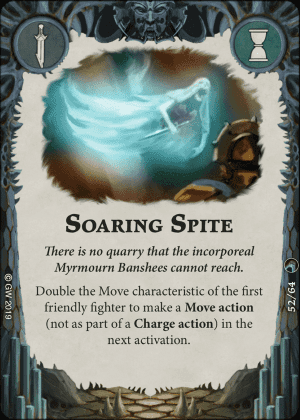 SOARING SPITE
There is no quarry that the incorporeal
Myrmourn Banshees cannot reach.
Double the Move characteristic of the first
friendly fighter to make a Move action
(not as part of a Charge action) in the
next activation.
© GW 2019
52/64